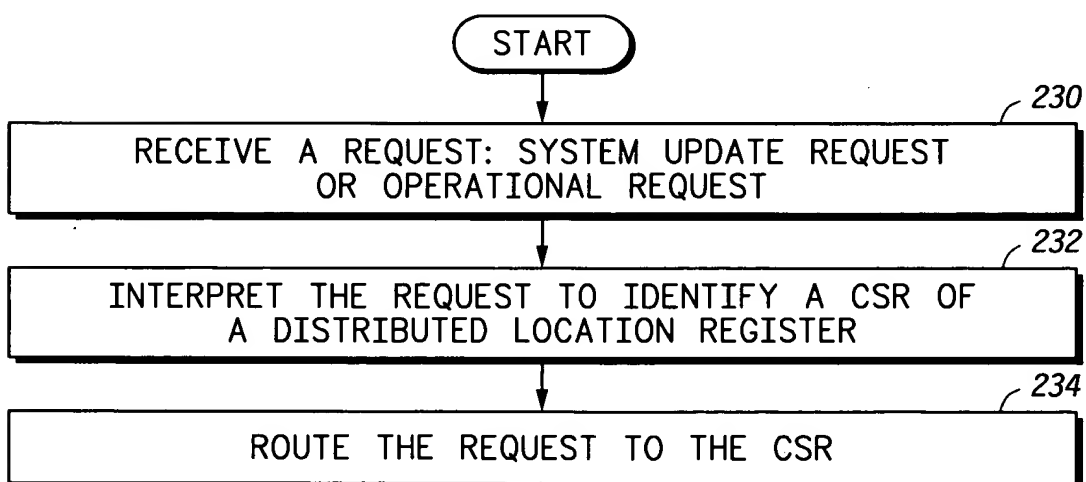 START
230
RECEIVE A REQUEST: SYSTEM UPDATE REQUEST
OR OPERATIONAL REQUEST
232
INTERPRET THE REQUEST TO IDENTIFY A CSR OF
A DISTRIBUTED LOCATION REGISTER
234
ROUTE THE REQUEST TO THE CSR